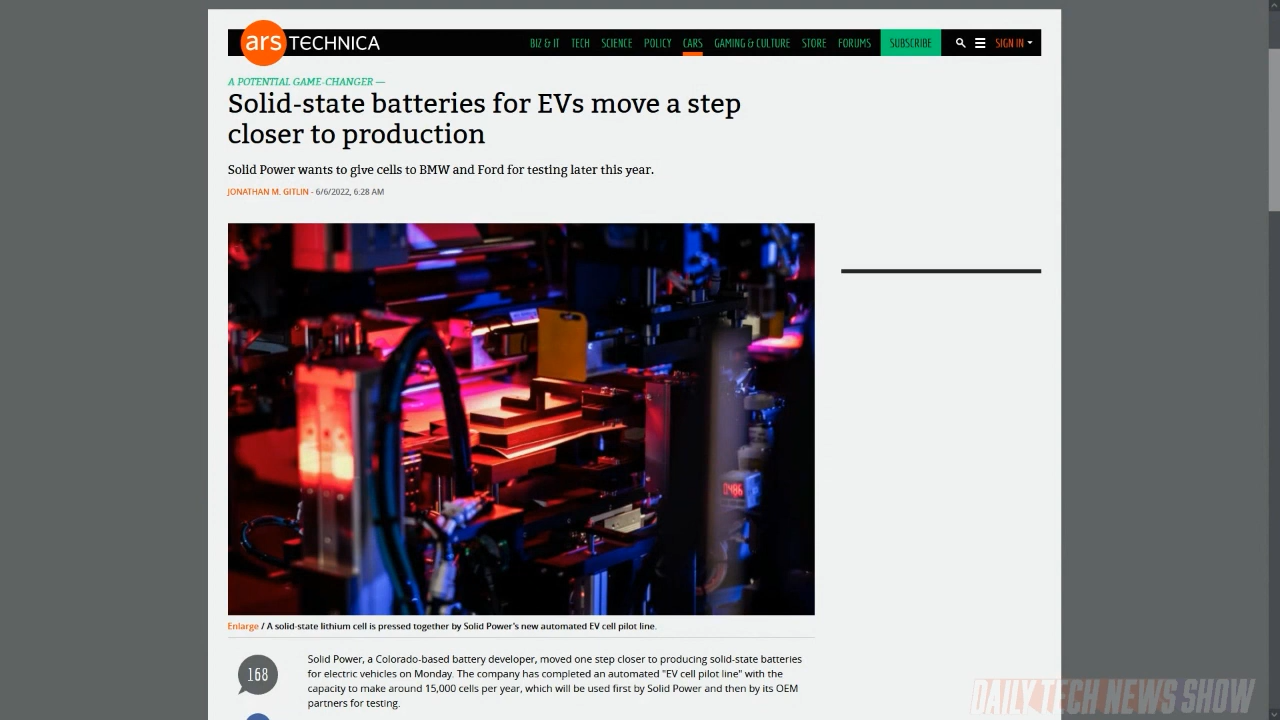 ars TECHNICA
BIZ & IT TECH SCIENCE POLICY CARS GAMING & CULTURE STORE FORUMS SUBSCRIBE SIGN IN
A POTENTIAL GAME-CHANGER —
Solid-state batteries for EVs move a step
closer to production
Solid Power wants to give cells to BMW and Ford for testing later this year.
JONATHAN M. GITLIN - 6/6/2022, 6:28 AM
0486
Enlarge / A solid-state lithium cell is pressed together by Solid Power's new automated EV cell pilot line.
168
Solid Power, a Colorado-based battery developer, moved one step closer to producing solid-state batteries
for electric vehicles on Monday. The company has completed an automated "EV cell pilot line" with the
capacity to make around 15,000 cells per year, which will be used first by Solid Power and then by its OEM
partners for testing.
DAILY TECH NEWS SHOW